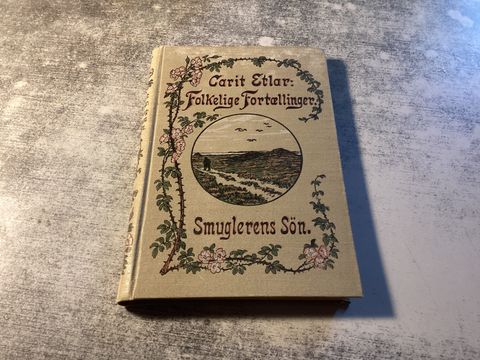 Carit Etlar:
Folkelige Fortællinger.
Smuglerens Sön.